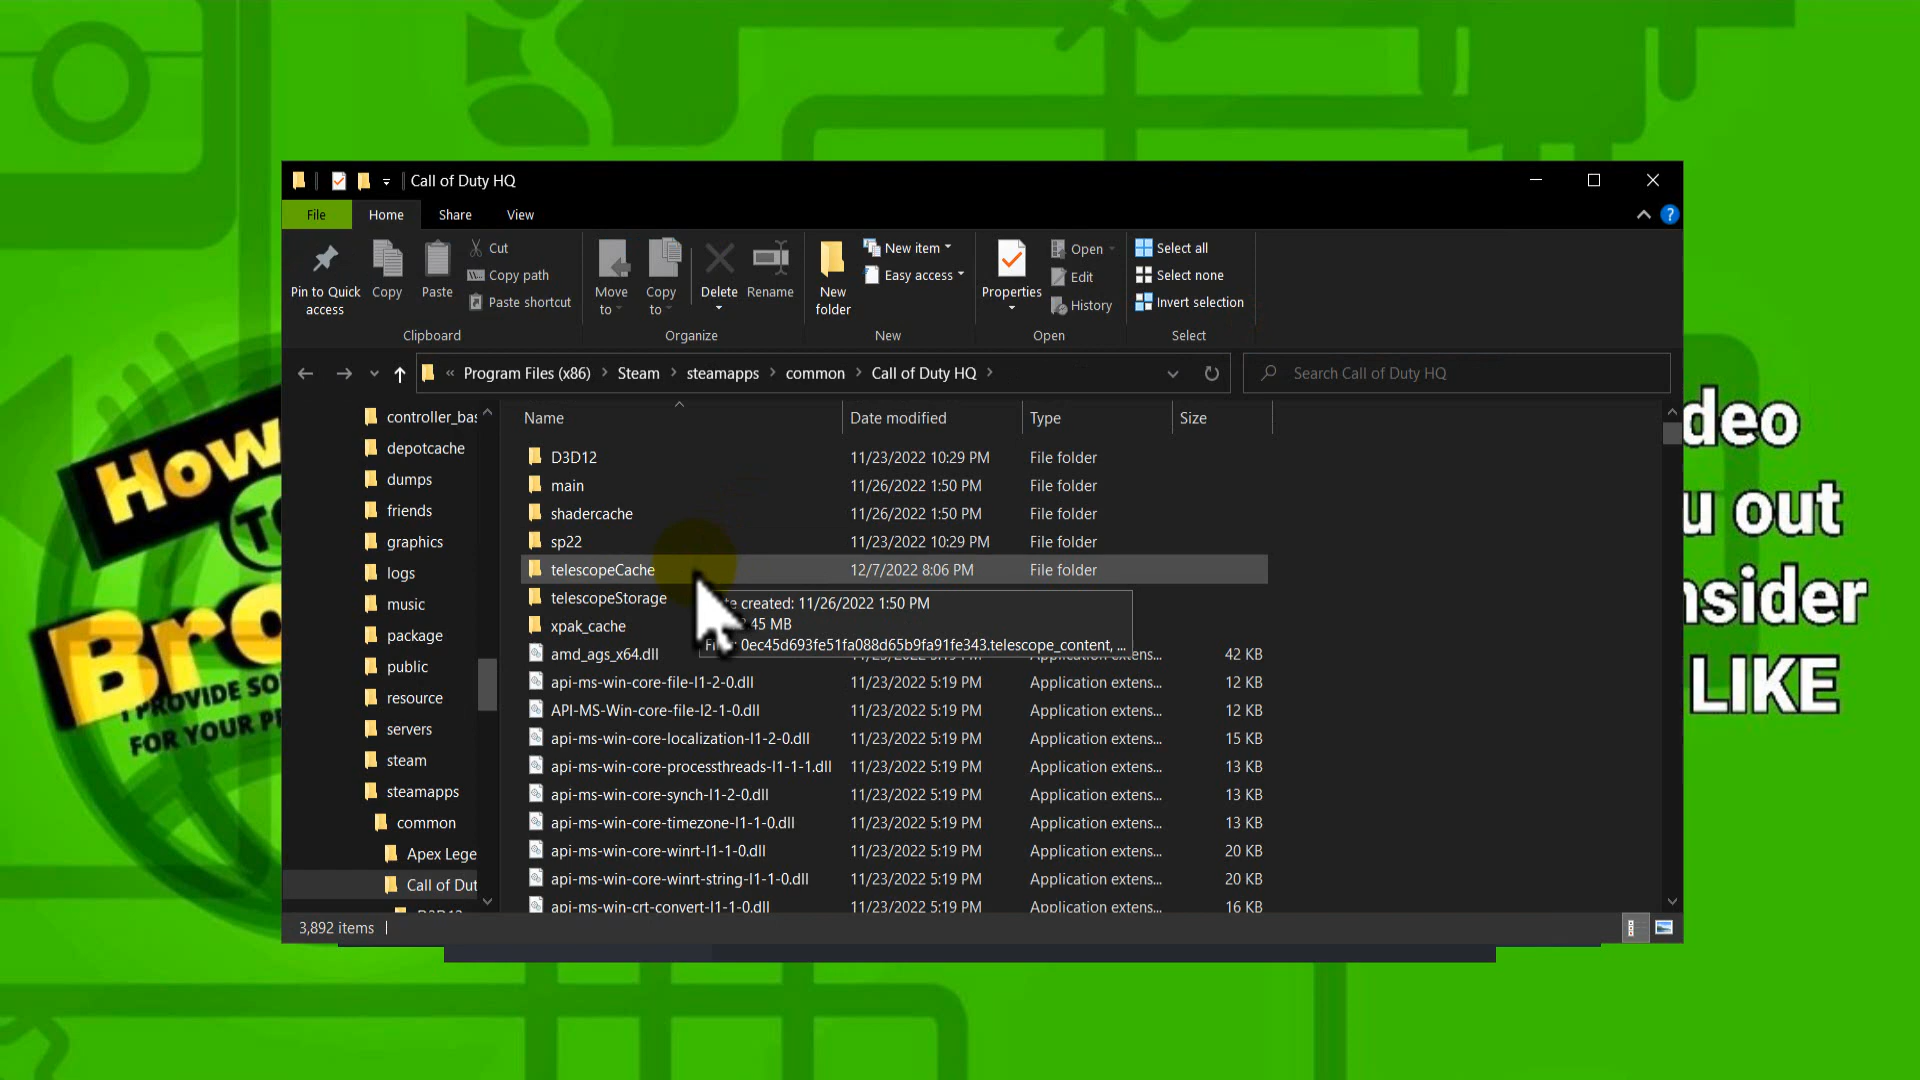 Call of Duty HQ
File Home Share View
Pin to Quick access
Copy
Paste
Cut
Copy path
Paste shortcut
Clipboard
Move to
Copy to
Delete
Rename
Organize
New folder
New item
Easy access
New
Properties
Open
Edit
History
Open
Select all
Select none
Invert selection
Select
« Program Files (x86) > Steam > steamapps > common > Call of Duty HQ >
Search Call of Duty HQ
controller_bas
depotcache
dumps
friends
graphics
logs
music
package
public
resource
servers
steam
steamapps
common
Apex Lege
Call of Dut
Name Date modified Type Size
D3D12 11/23/2022 10:29 PM File folder
main 11/26/2022 1:50 PM File folder
shadercache 11/26/2022 1:50 PM File folder
sp22 11/23/2022 10:29 PM File folder
telescopeCache 12/7/2022 8:06 PM File folder
telescopeStorage
xpak_cache
te created: 11/26/2022 1:50 PM
45 MB
0ec45d693fe51fa088d65b9fa91fe343.telescope_content, ...
amd_ags_x64.dll 11/23/2022 5:19 PM Application extens... 42 KB
api-ms-win-core-file-l1-2-0.dll 11/23/2022 5:19 PM Application extens... 12 KB
API-MS-Win-core-file-l2-1-0.dll 11/23/2022 5:19 PM Application extens... 12 KB
api-ms-win-core-localization-l1-2-0.dll 11/23/2022 5:19 PM Application extens... 15 KB
api-ms-win-core-processthreads-l1-1-1.dll 11/23/2022 5:19 PM Application extens... 13 KB
api-ms-win-core-synch-l1-2-0.dll 11/23/2022 5:19 PM Application extens... 13 KB
api-ms-win-core-timezone-l1-1-0.dll 11/23/2022 5:19 PM Application extens... 13 KB
api-ms-win-core-winrt-l1-1-0.dll 11/23/2022 5:19 PM Application extens... 20 KB
api-ms-win-core-winrt-string-l1-1-0.dll 11/23/2022 5:19 PM Application extens... 20 KB
api-ms-win-crt-convert-l1-1-0.dll 11/23/2022 5:19 PM Application extens... 16 KB
3,892 items
How
TO
Bro
I PROVIDE SO
FOR YOUR P
deo
u out
nsider
LIKE